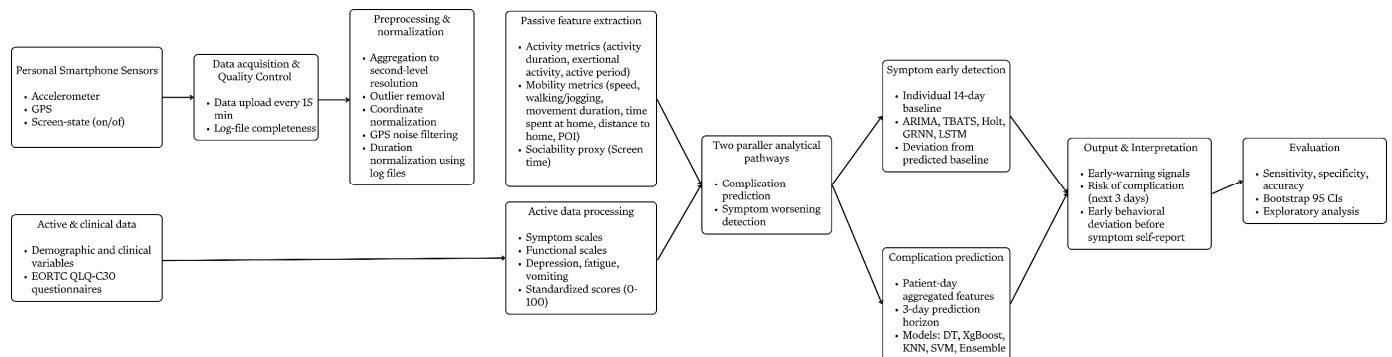 Personal Smartphone Sensors
• Accelerometer
• GPS
• Screen-state (on/of)
Data acquisition &
Quality Control
• Data upload every 15
min
• Log-file completeness
Preprocessing &
normalization
• Aggregation to
second-level
resolution
• Outlier removal
• Coordinate
normalization
• GPS noise filtering
• Duration
normalization using
log files
Passive feature extraction
• Activity metrics (activity
duration, exertional
activity, active period)
• Mobility metrics (speed,
walking/jogging,
movement duration, time
spent at home, distance to
home, POI)
• Sociability proxy (Screen
time)
Active & clinical data
• Demographic and clinical
variables
• EORTC QLQ-C30
questionnaires
Active data processing
• Symptom scales
• Functional scales
• Depression, fatigue,
vomiting
• Standardized scores (0-
100)
Two paraller analytical
pathways
- Complication
prediction
• Symptom worsening
detection
Symptom early detection
• Individual 14-day
baseline
• ARIMA, TBATS, Holt,
GRNN, LSTM
• Deviation from
predicted baseline
Complication prediction
• Patient-day
aggregated features
• 3-day prediction
horizon
• Models: DT, XgBoost,
KNN, SVM, Ensemble
Output & Interpretation
• Early-warning signals
• Risk of complication
(next 3 days)
• Early behavioral
deviation before
symptom self-report
Evaluation
• Sensitivity, specificity,
accuracy
• Bootstrap 95 CIs
• Exploratory analysis